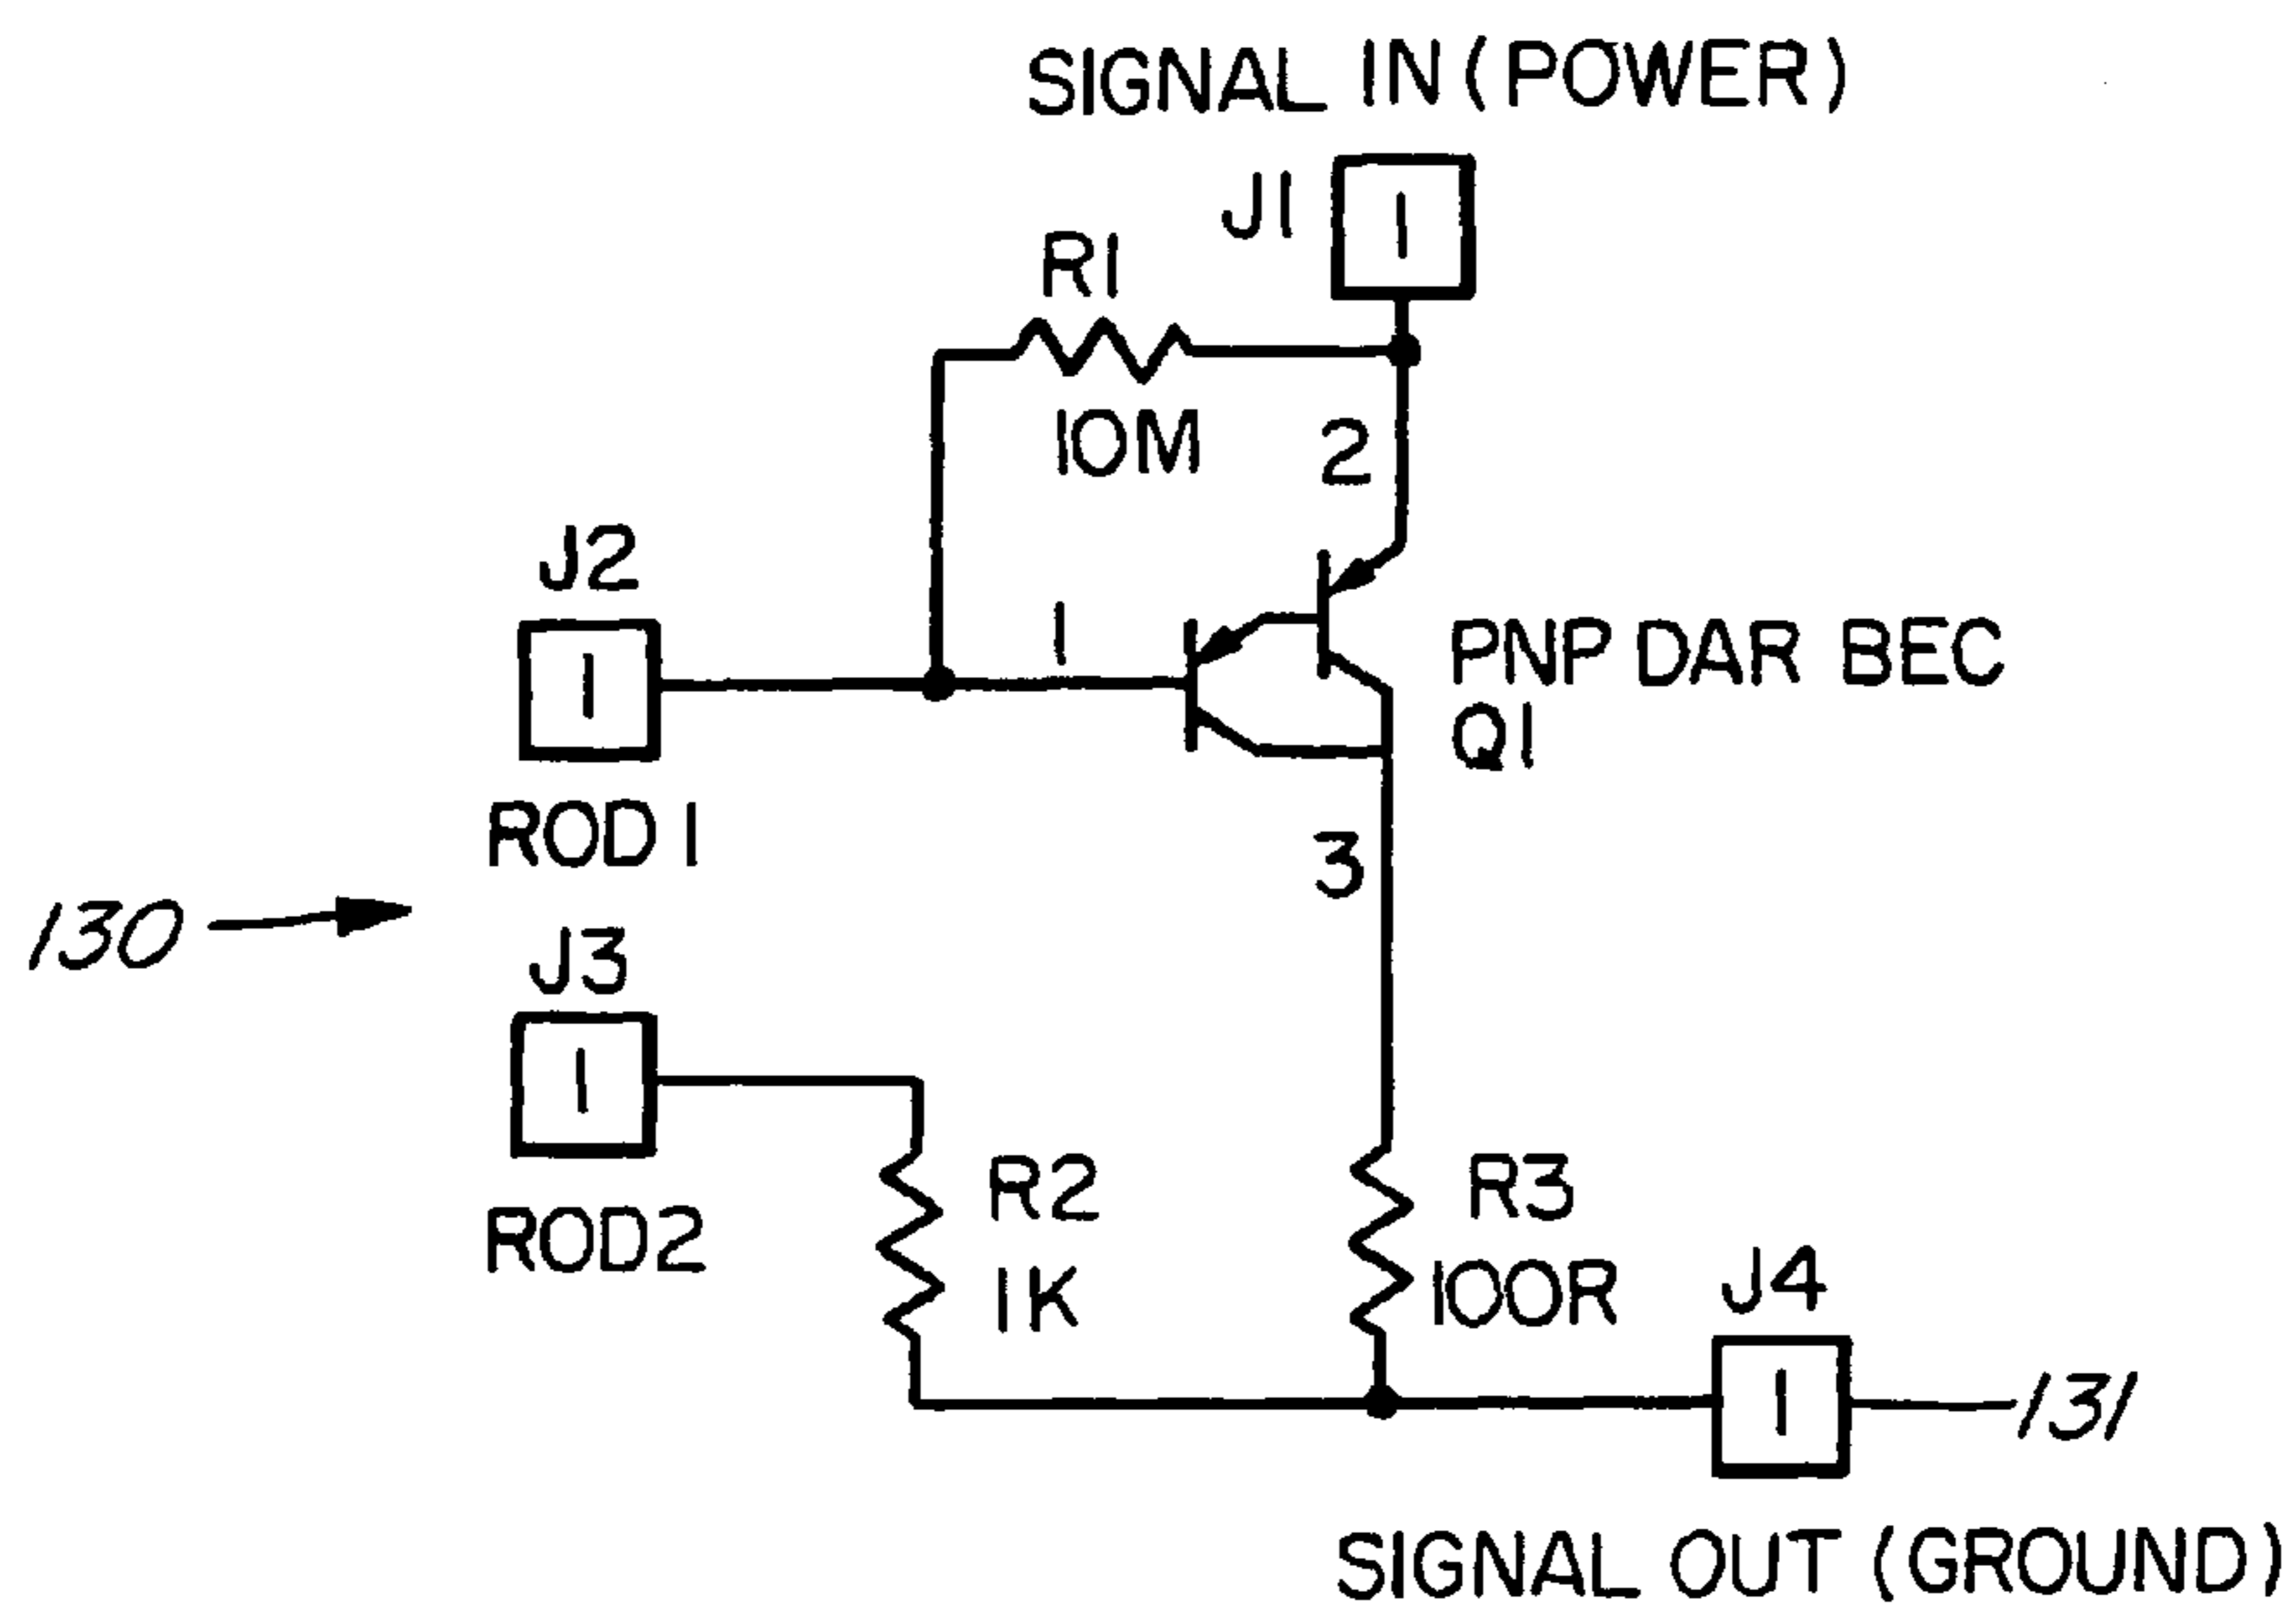 SIGNAL IN (POWER)
J1
1
R1
10M
2
J2
1
1
PNP DAR BEC
Q1
ROD 1
3
130
J3
1
ROD2
R2
1K
R3
100R
J4
1
131
SIGNAL OUT (GROUND)